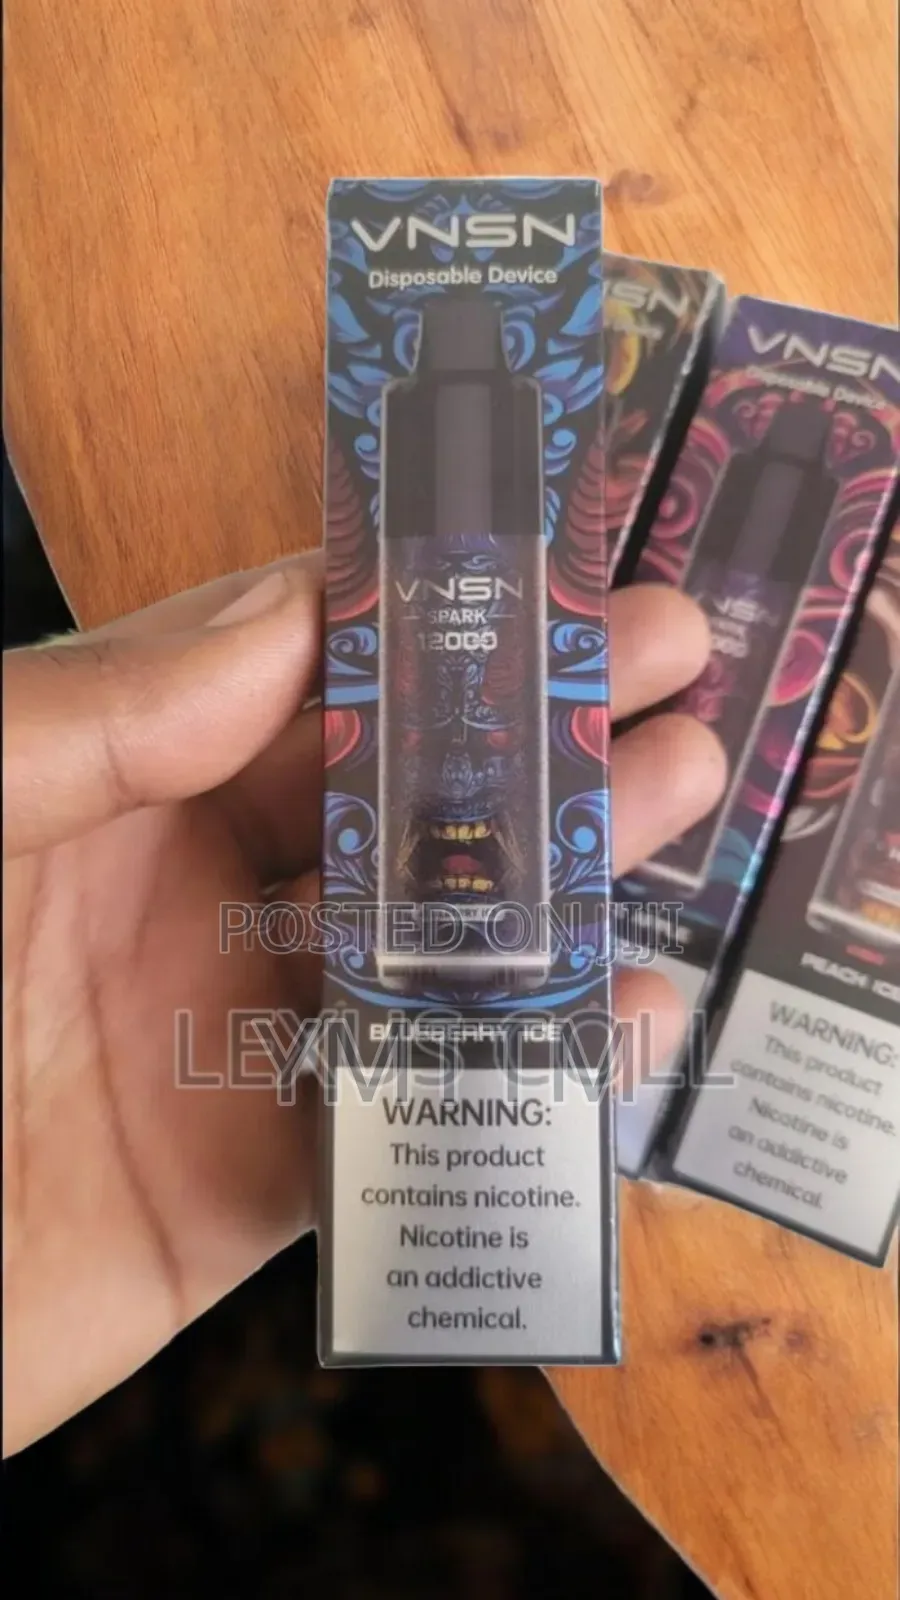 VNSN
Disposable Device
VNSN
SPARK
12000
BLUEBERRY ICE
WARNING:
This product
contains nicotine.
Nicotine is
an addictive
chemical.
VNSN
Disposable Device
PEACH ICE
WARNING:
This product
contains nicotine.
Nicotine is
an addictive
chemical.
POSTED ON JIJI